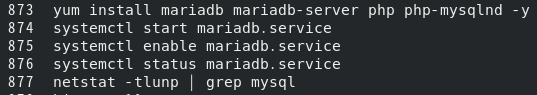 873 yum install mariadb mariadb-server php php-mysqlnd -y
874 systemctl start mariadb.service
875 systemctl enable mariadb.service
876 systemctl status mariadb.service
877 netstat -tlunp | grep mysql